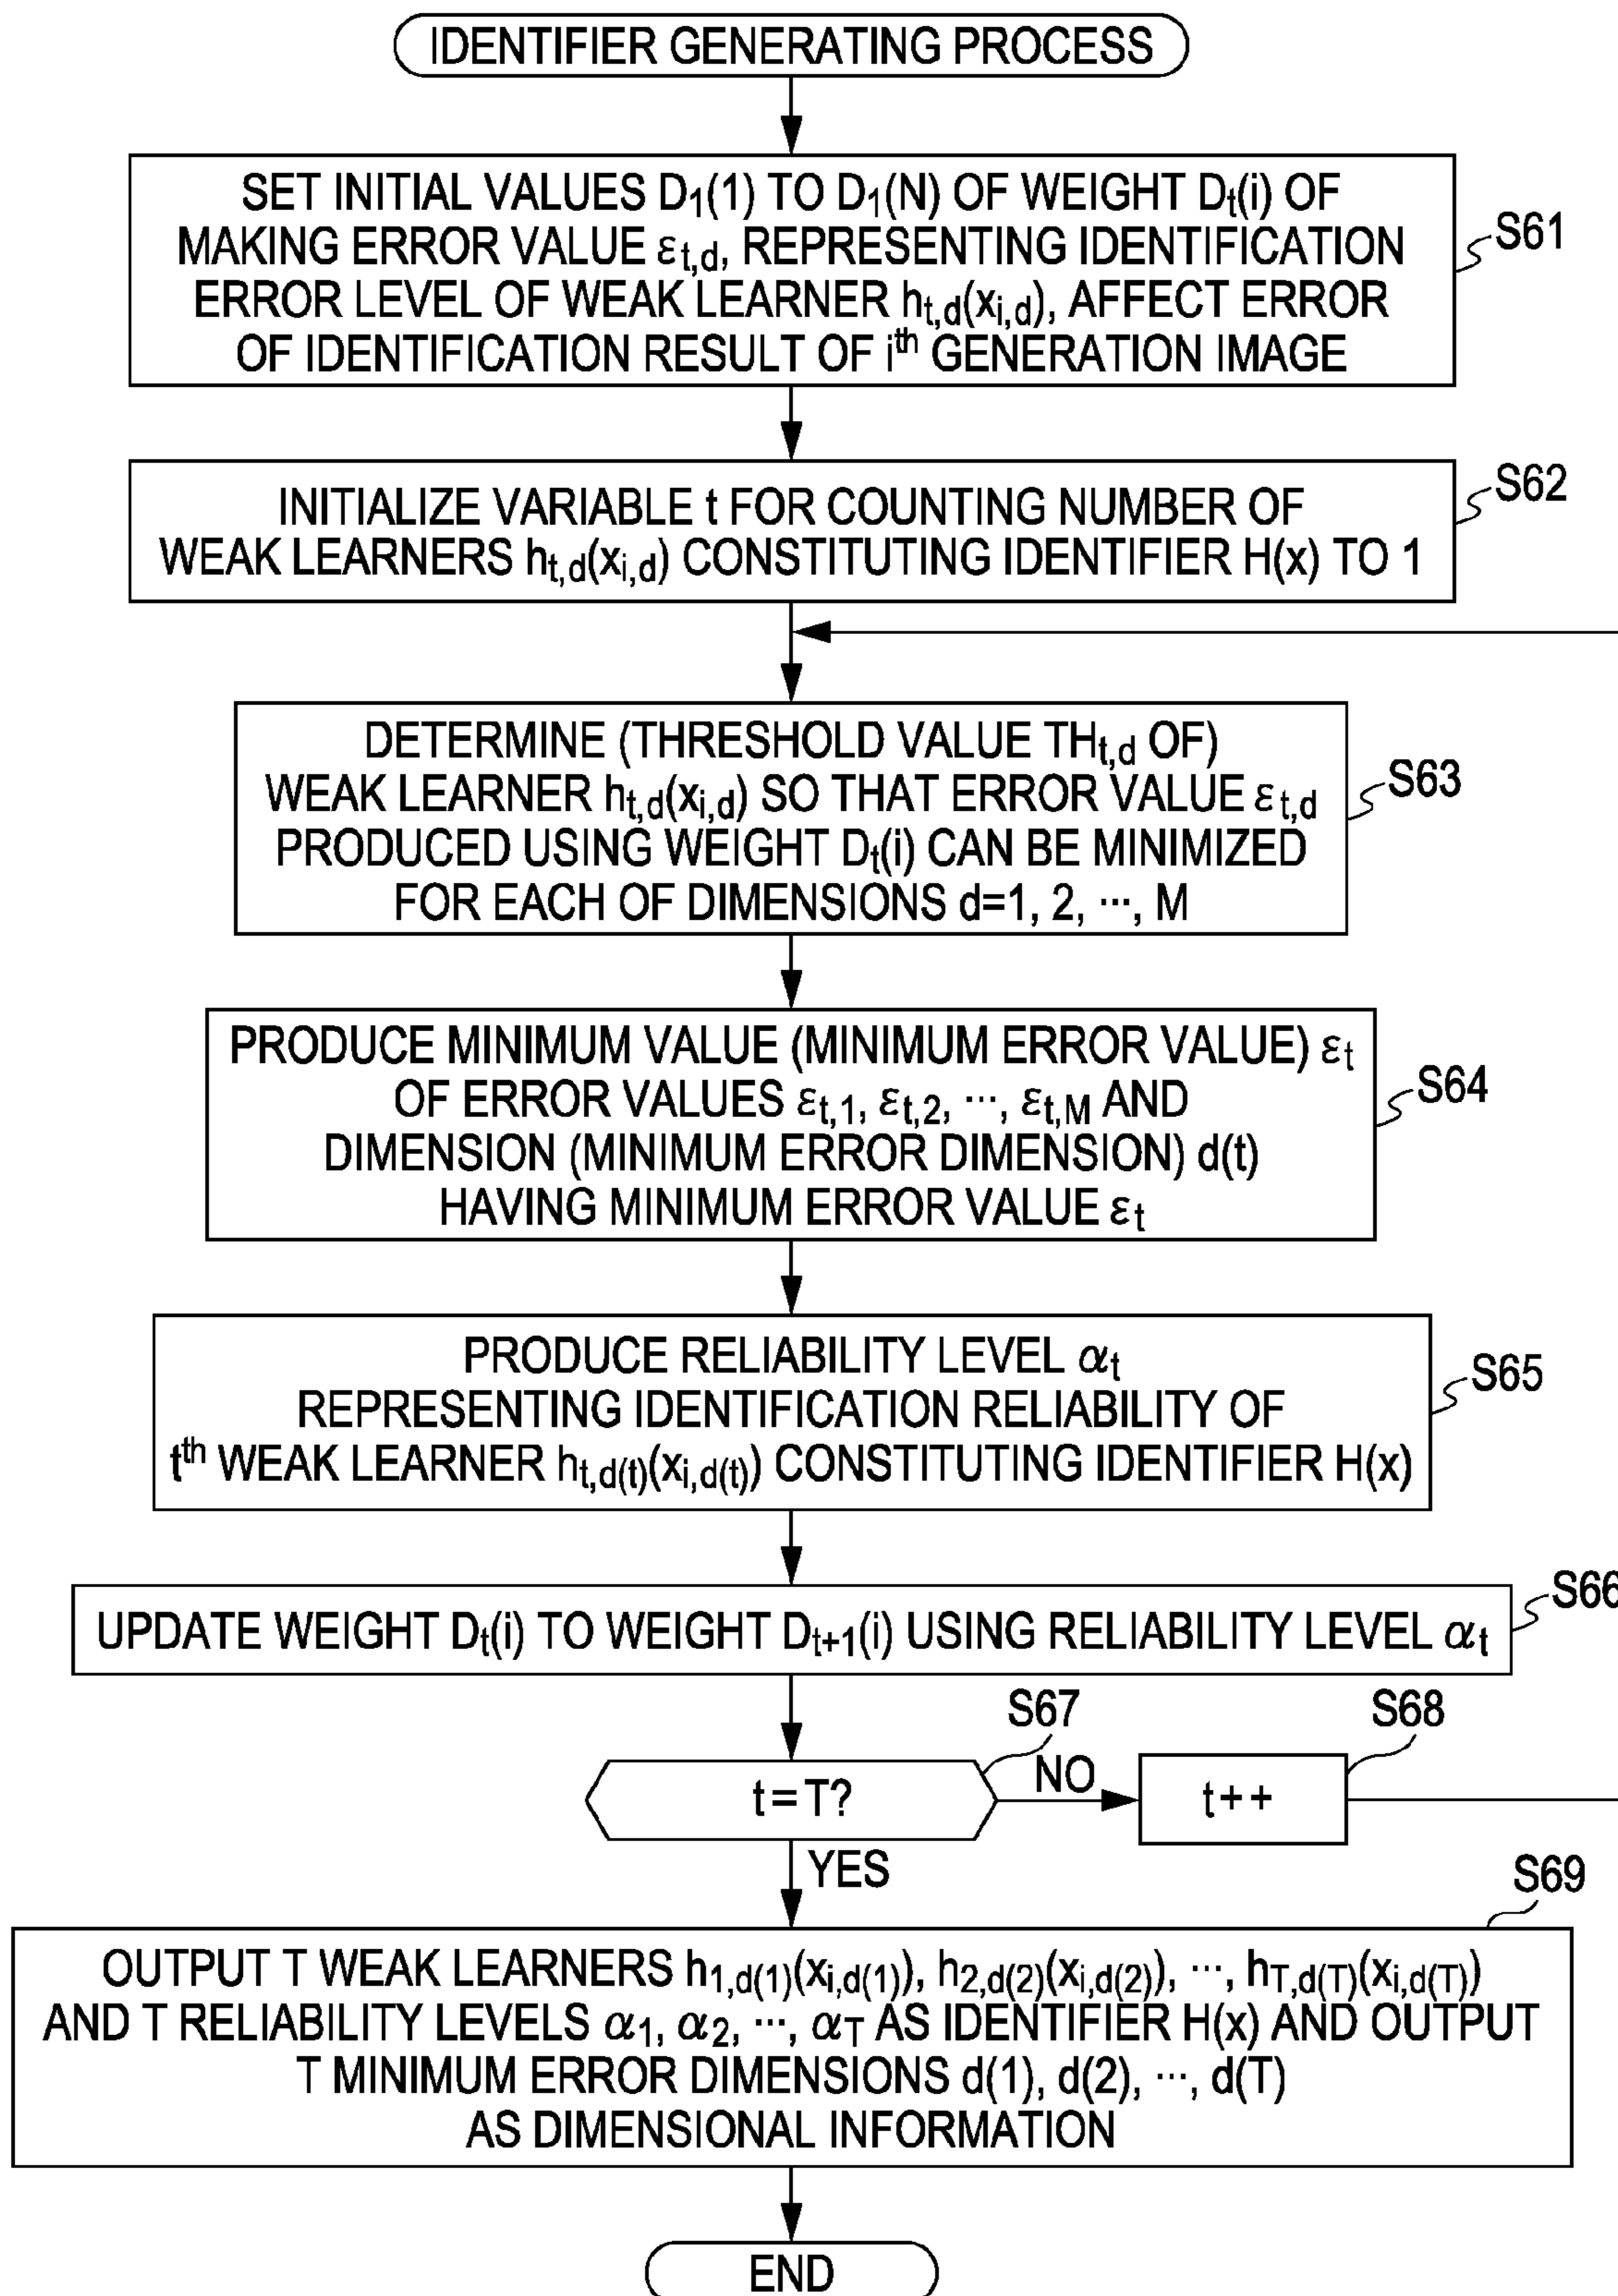 IDENTIFIER GENERATING PROCESS
SET INITIAL VALUES D1(1) TO D1(N) OF WEIGHT Dt(i) OF
MAKING ERROR VALUE εt,d, REPRESENTING IDENTIFICATION
ERROR LEVEL OF WEAK LEARNER ht,d(xi,d), AFFECT ERROR
OF IDENTIFICATION RESULT OF ith GENERATION IMAGE
S61
INITIALIZE VARIABLE t FOR COUNTING NUMBER OF
WEAK LEARNERS ht,d(xi,d) CONSTITUTING IDENTIFIER H(x) TO 1
S62
DETERMINE (THRESHOLD VALUE THt,d OF)
WEAK LEARNER ht,d(xi,d) SO THAT ERROR VALUE εt,d
PRODUCED USING WEIGHT Dt(i) CAN BE MINIMIZED
FOR EACH OF DIMENSIONS d=1, 2, ···, M
S63
PRODUCE MINIMUM VALUE (MINIMUM ERROR VALUE) εt
OF ERROR VALUES εt,1, εt,2, ···, εt,M AND
DIMENSION (MINIMUM ERROR DIMENSION) d(t)
HAVING MINIMUM ERROR VALUE εt
S64
PRODUCE RELIABILITY LEVEL αt
REPRESENTING IDENTIFICATION RELIABILITY OF
tth WEAK LEARNER ht,d(t)(xi,d(t)) CONSTITUTING IDENTIFIER H(x)
S65
UPDATE WEIGHT Dt(i) TO WEIGHT Dt+1(i) USING RELIABILITY LEVEL αt
S66
t=T?
S67
NO
t++
S68
YES
OUTPUT T WEAK LEARNERS h1,d(1)(xi,d(1)), h2,d(2)(xi,d(2)), ···, hT,d(T)(xi,d(T))
AND T RELIABILITY LEVELS α1, α2, ···, αT AS IDENTIFIER H(x) AND OUTPUT
T MINIMUM ERROR DIMENSIONS d(1), d(2), ···, d(T)
AS DIMENSIONAL INFORMATION
S69
END